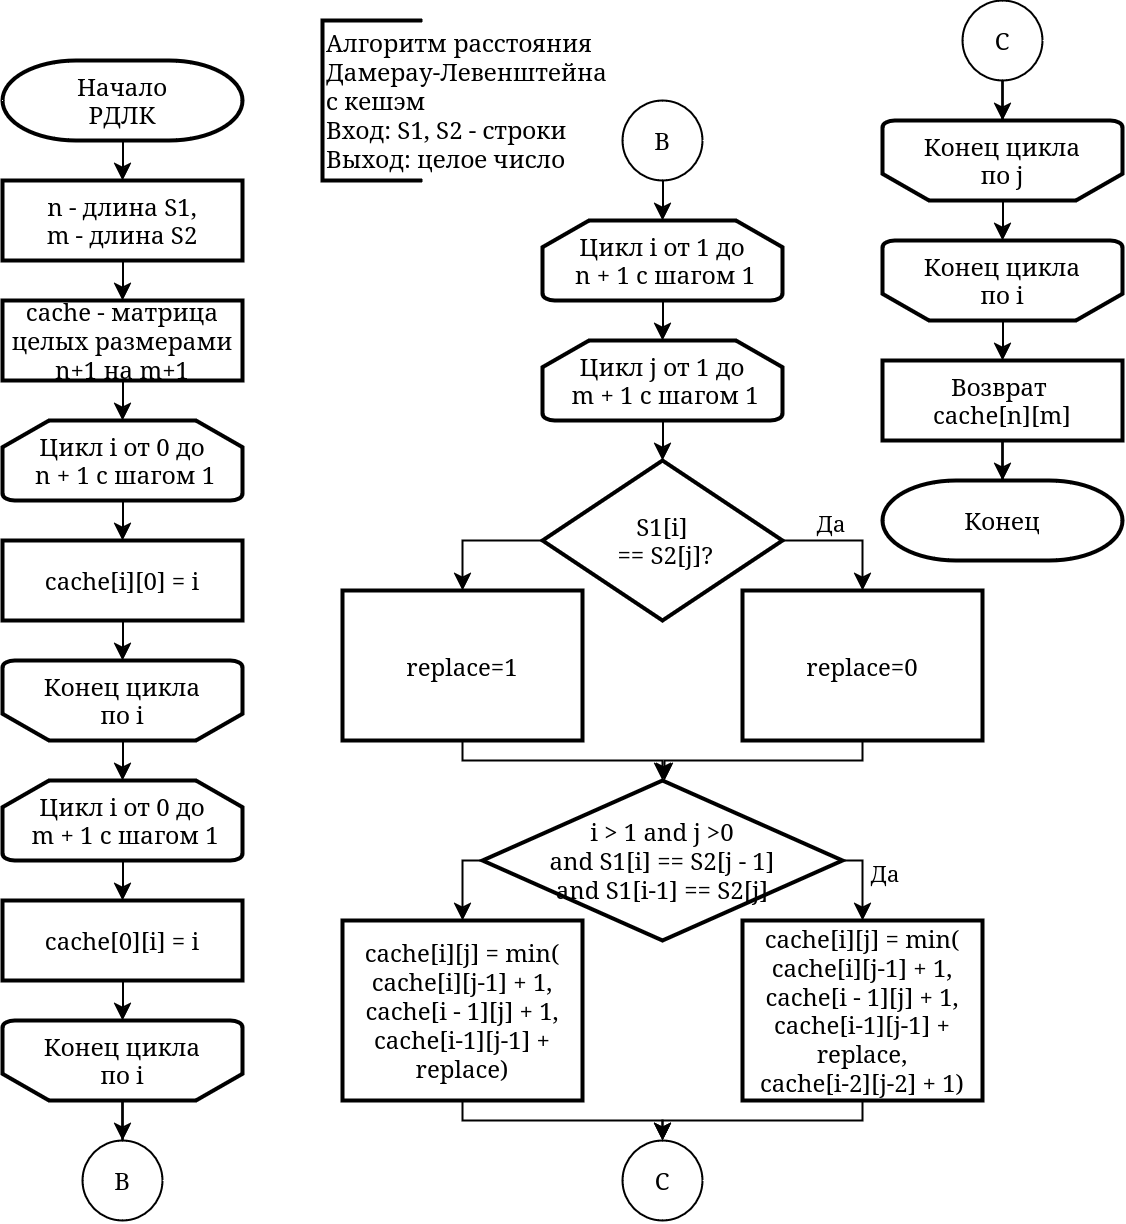 Начало
РДЛК
n - длина S1,
m - длина S2
cache - матрица
целых размерами
n+1 на m+1
Цикл i от 0 до
n + 1 с шагом 1
cache[i][0] = i
Конец цикла
по i
Цикл i от 0 до
m + 1 с шагом 1
cache[0][i] = i
Конец цикла
по i
B
Алгоритм расстояния
Дамерау-Левенштейна
с кешэм
Вход: S1, S2 - строки
Выход: целое число
B
Цикл i от 1 до
n + 1 с шагом 1
Цикл j от 1 до
m + 1 с шагом 1
S1[i]
== S2[j]?
Да
replace=1
replace=0
i > 1 and j >0
and S1[i] == S2[j - 1]
and S1[i-1] == S2[j]
Да
cache[i][j] = min(
cache[i][j-1] + 1,
cache[i - 1][j] + 1,
cache[i-1][j-1] +
replace)
cache[i][j] = min(
cache[i][j-1] + 1,
cache[i - 1][j] + 1,
cache[i-1][j-1] +
replace,
cache[i-2][j-2] + 1)
C
C
Конец цикла
по j
Конец цикла
по i
Возврат
cache[n][m]
Конец